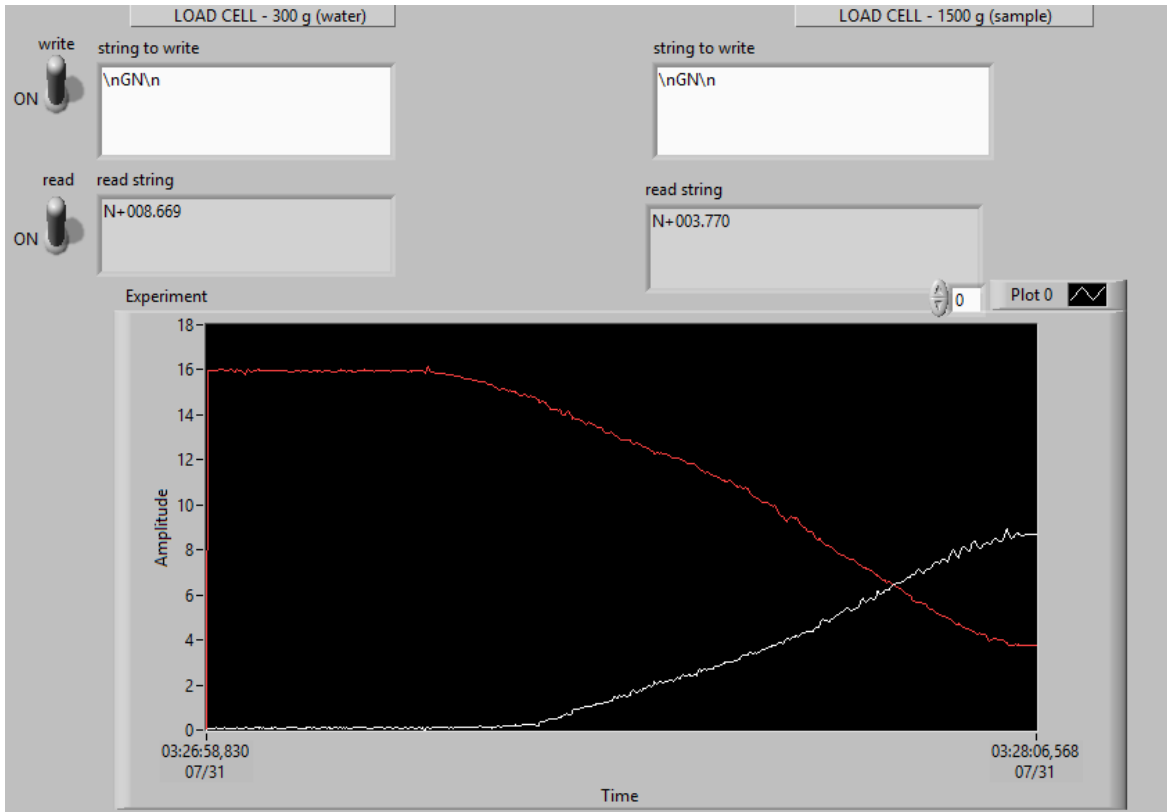 LOAD CELL - 300 g (water)
LOAD CELL - 1500 g (sample)
write
string to write
string to write
ON
\nGN\n
\nGN\n
read
read string
read string
ON
N+008.669
N+003.770
Experiment
0
Plot 0
18
16
14
12
10
8
6
4
2
0
Amplitude
03:26:58,830
07/31
03:28:06,568
07/31
Time